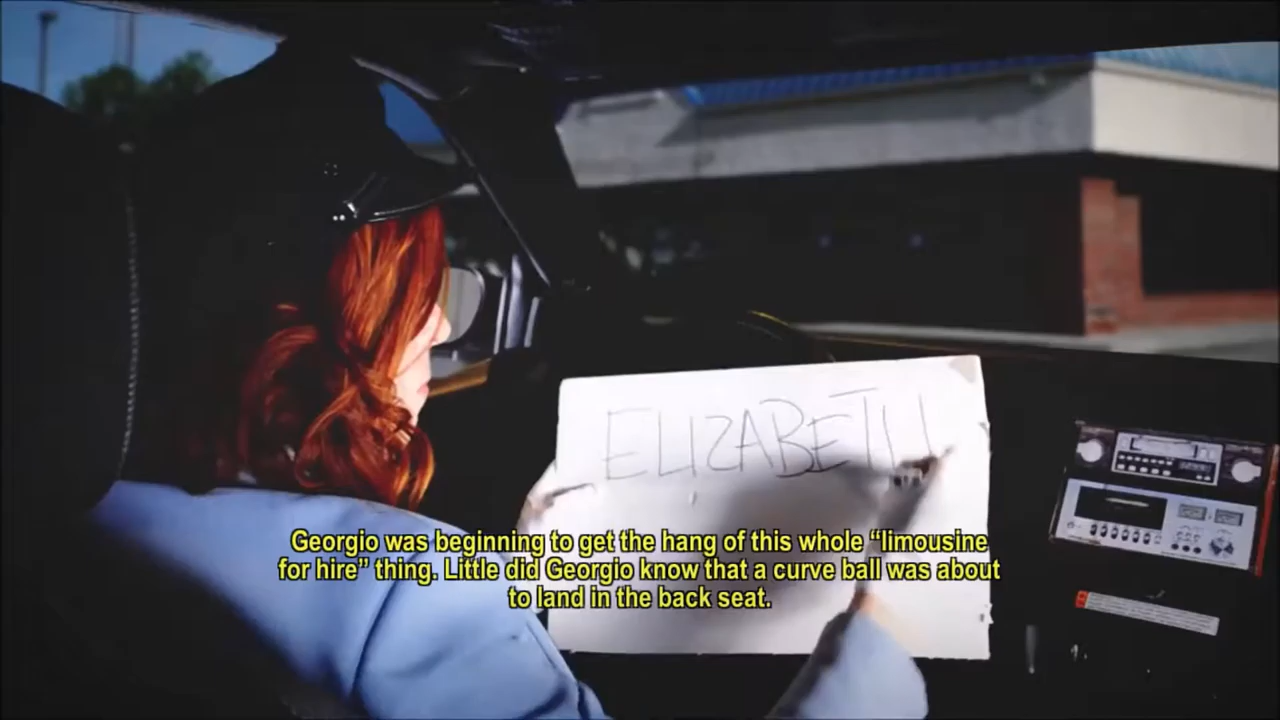 ELIZABETH
Georgio was beginning to get the hang of this whole “limousine
for hire” thing. Little did Georgio know that a curve ball was about
to land in the back seat.